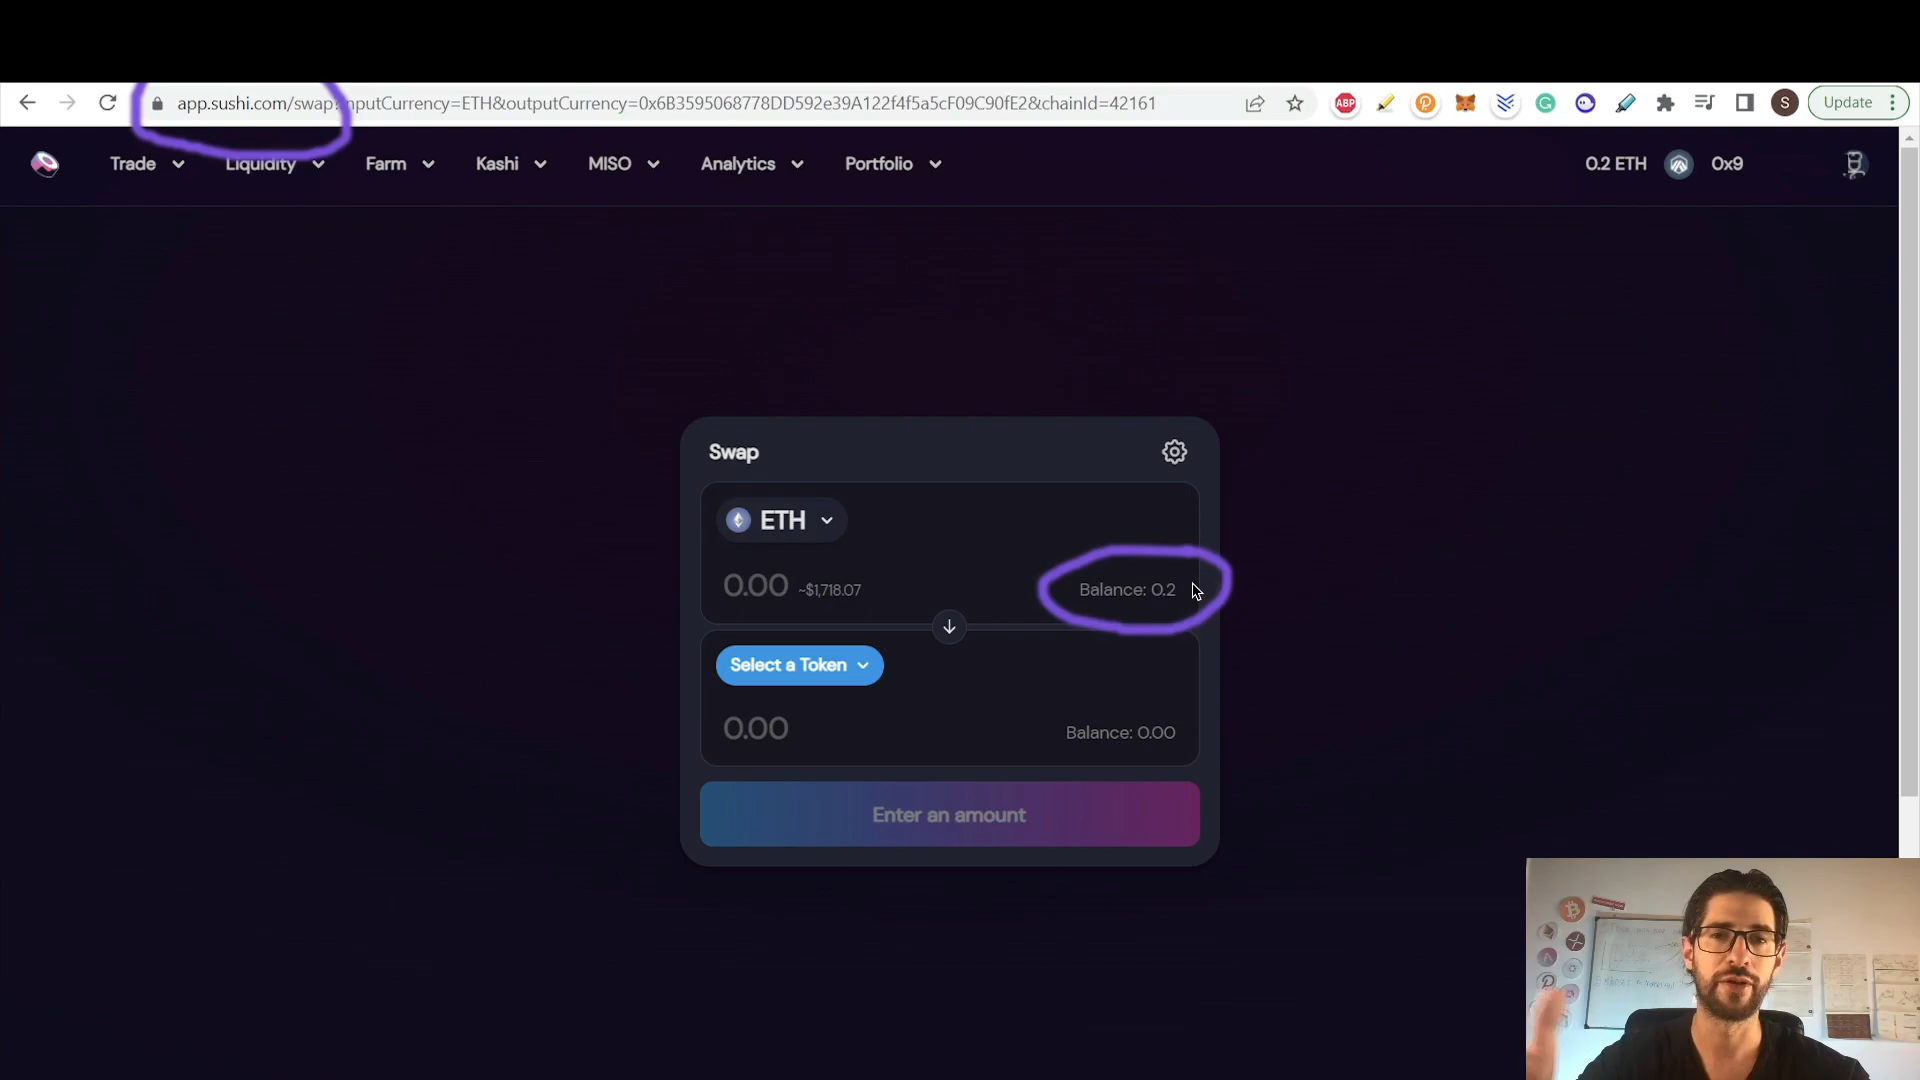 app.sushi.com/swap?inputCurrency=ETH&outputCurrency=0x6B3595068778DD592e39A122f4f5a5cF09C90fE2&chainId=42161
ABP
S
Update
Trade
Liquidity
Farm
Kashi
MISO
Analytics
Portfolio
0.2 ETH
0x9
Swap
ETH
0.00 ~$1,718.07
Balance: 0.2
Select a Token
0.00
Balance: 0.00
Enter an amount